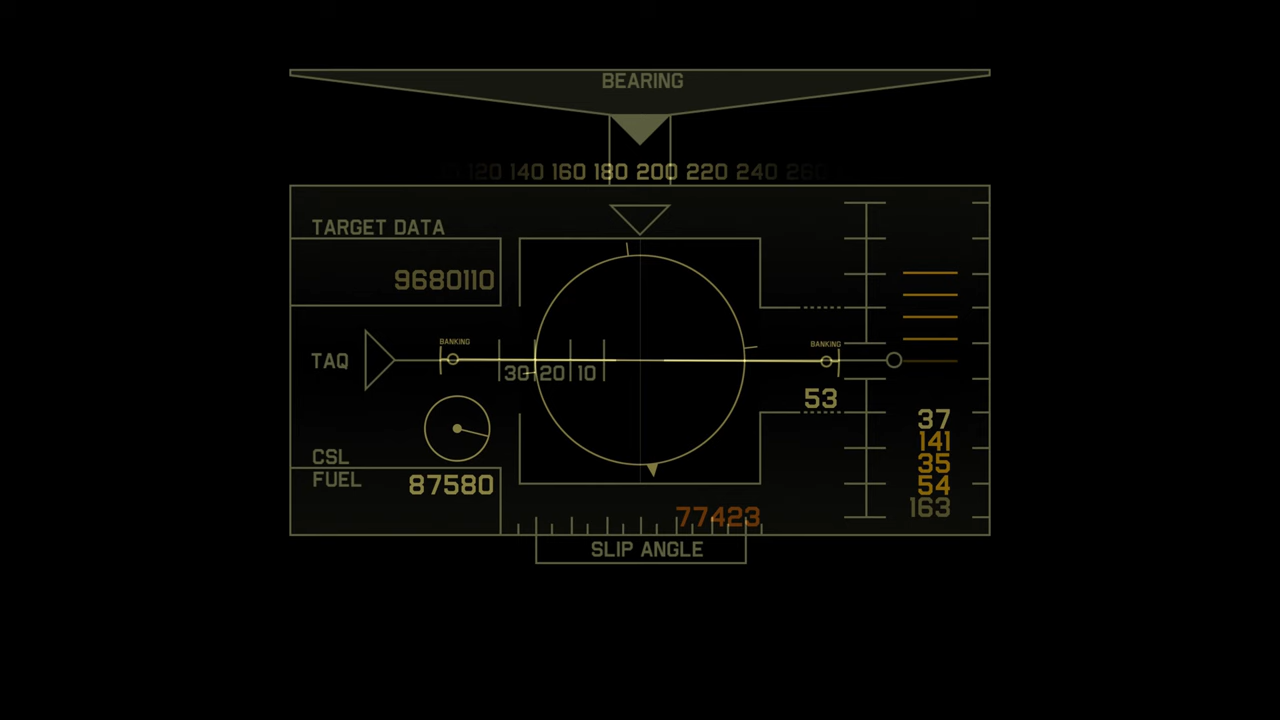 BEARING
120 140 160 180 200 220 240 260
TARGET DATA
9680110
BANKING
BANKING
TAQ
30 20 10
53
37
141
35
54
163
CSL
FUEL
87580
77423
SLIP ANGLE